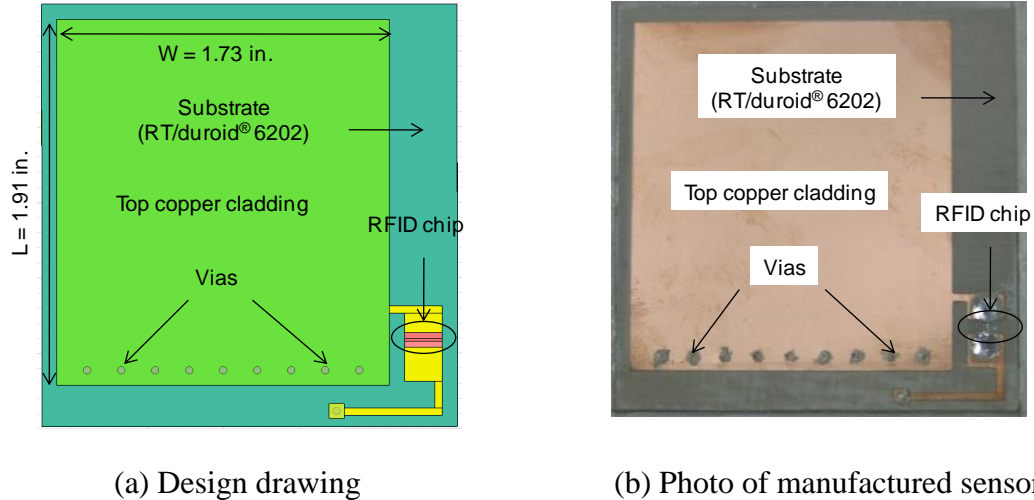 W = 1.73 in.
Substrate
(RT/duroid® 6202)
L = 1.91 in.
Top copper cladding
RFID chip
Vias
Substrate
(RT/duroid® 6202)
Top copper cladding
RFID chip
Vias
(a) Design drawing
(b) Photo of manufactured senso